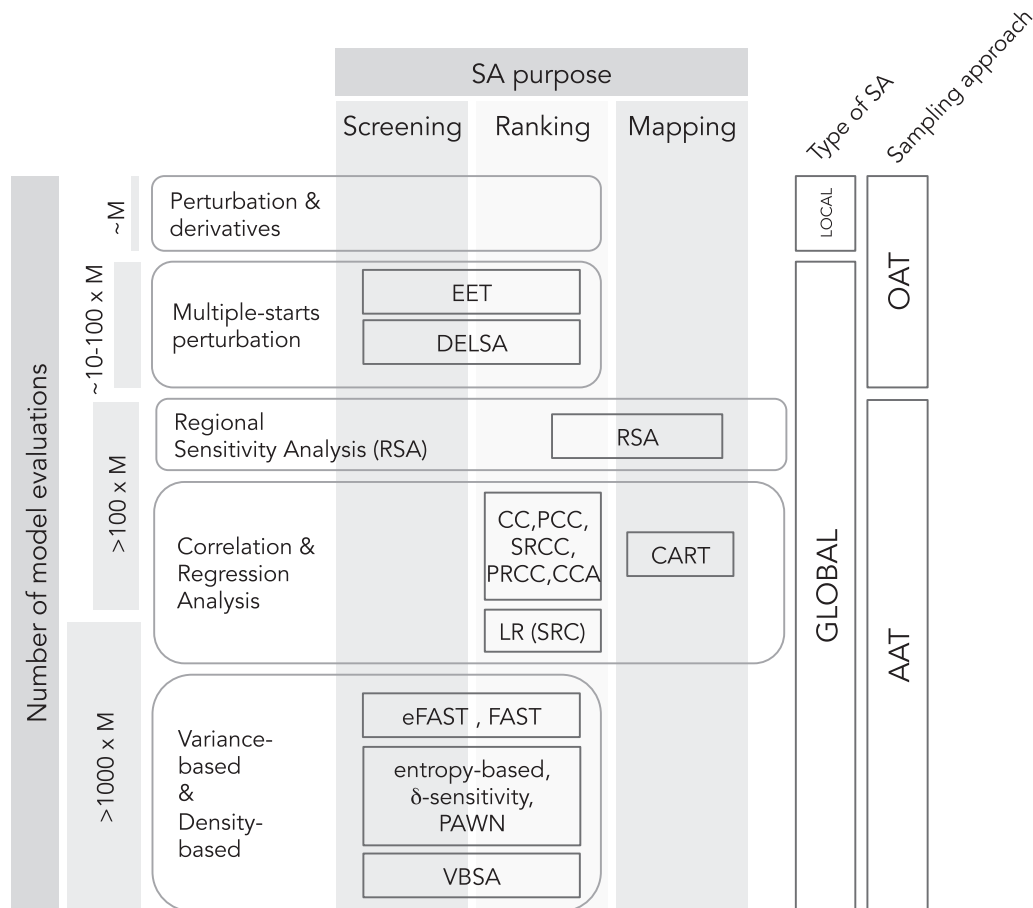 SA purpose
Screening
Ranking
Mapping
Type of SA
Sampling approach
Number of model evaluations
~M
Perturbation &
derivatives
LOCAL
OAT
~10-100 x M
Multiple-starts
perturbation
EET
DELSA
GLOBAL
>100 x M
Regional
Sensitivity Analysis (RSA)
RSA
AAT
Correlation &
Regression
Analysis
CC,PCC,
SRCC,
PRCC,CCA
CART
LR (SRC)
>1000 x M
Variance-
based
&
Density-
based
eFAST , FAST
entropy-based,
δ-sensitivity,
PAWN
VBSA